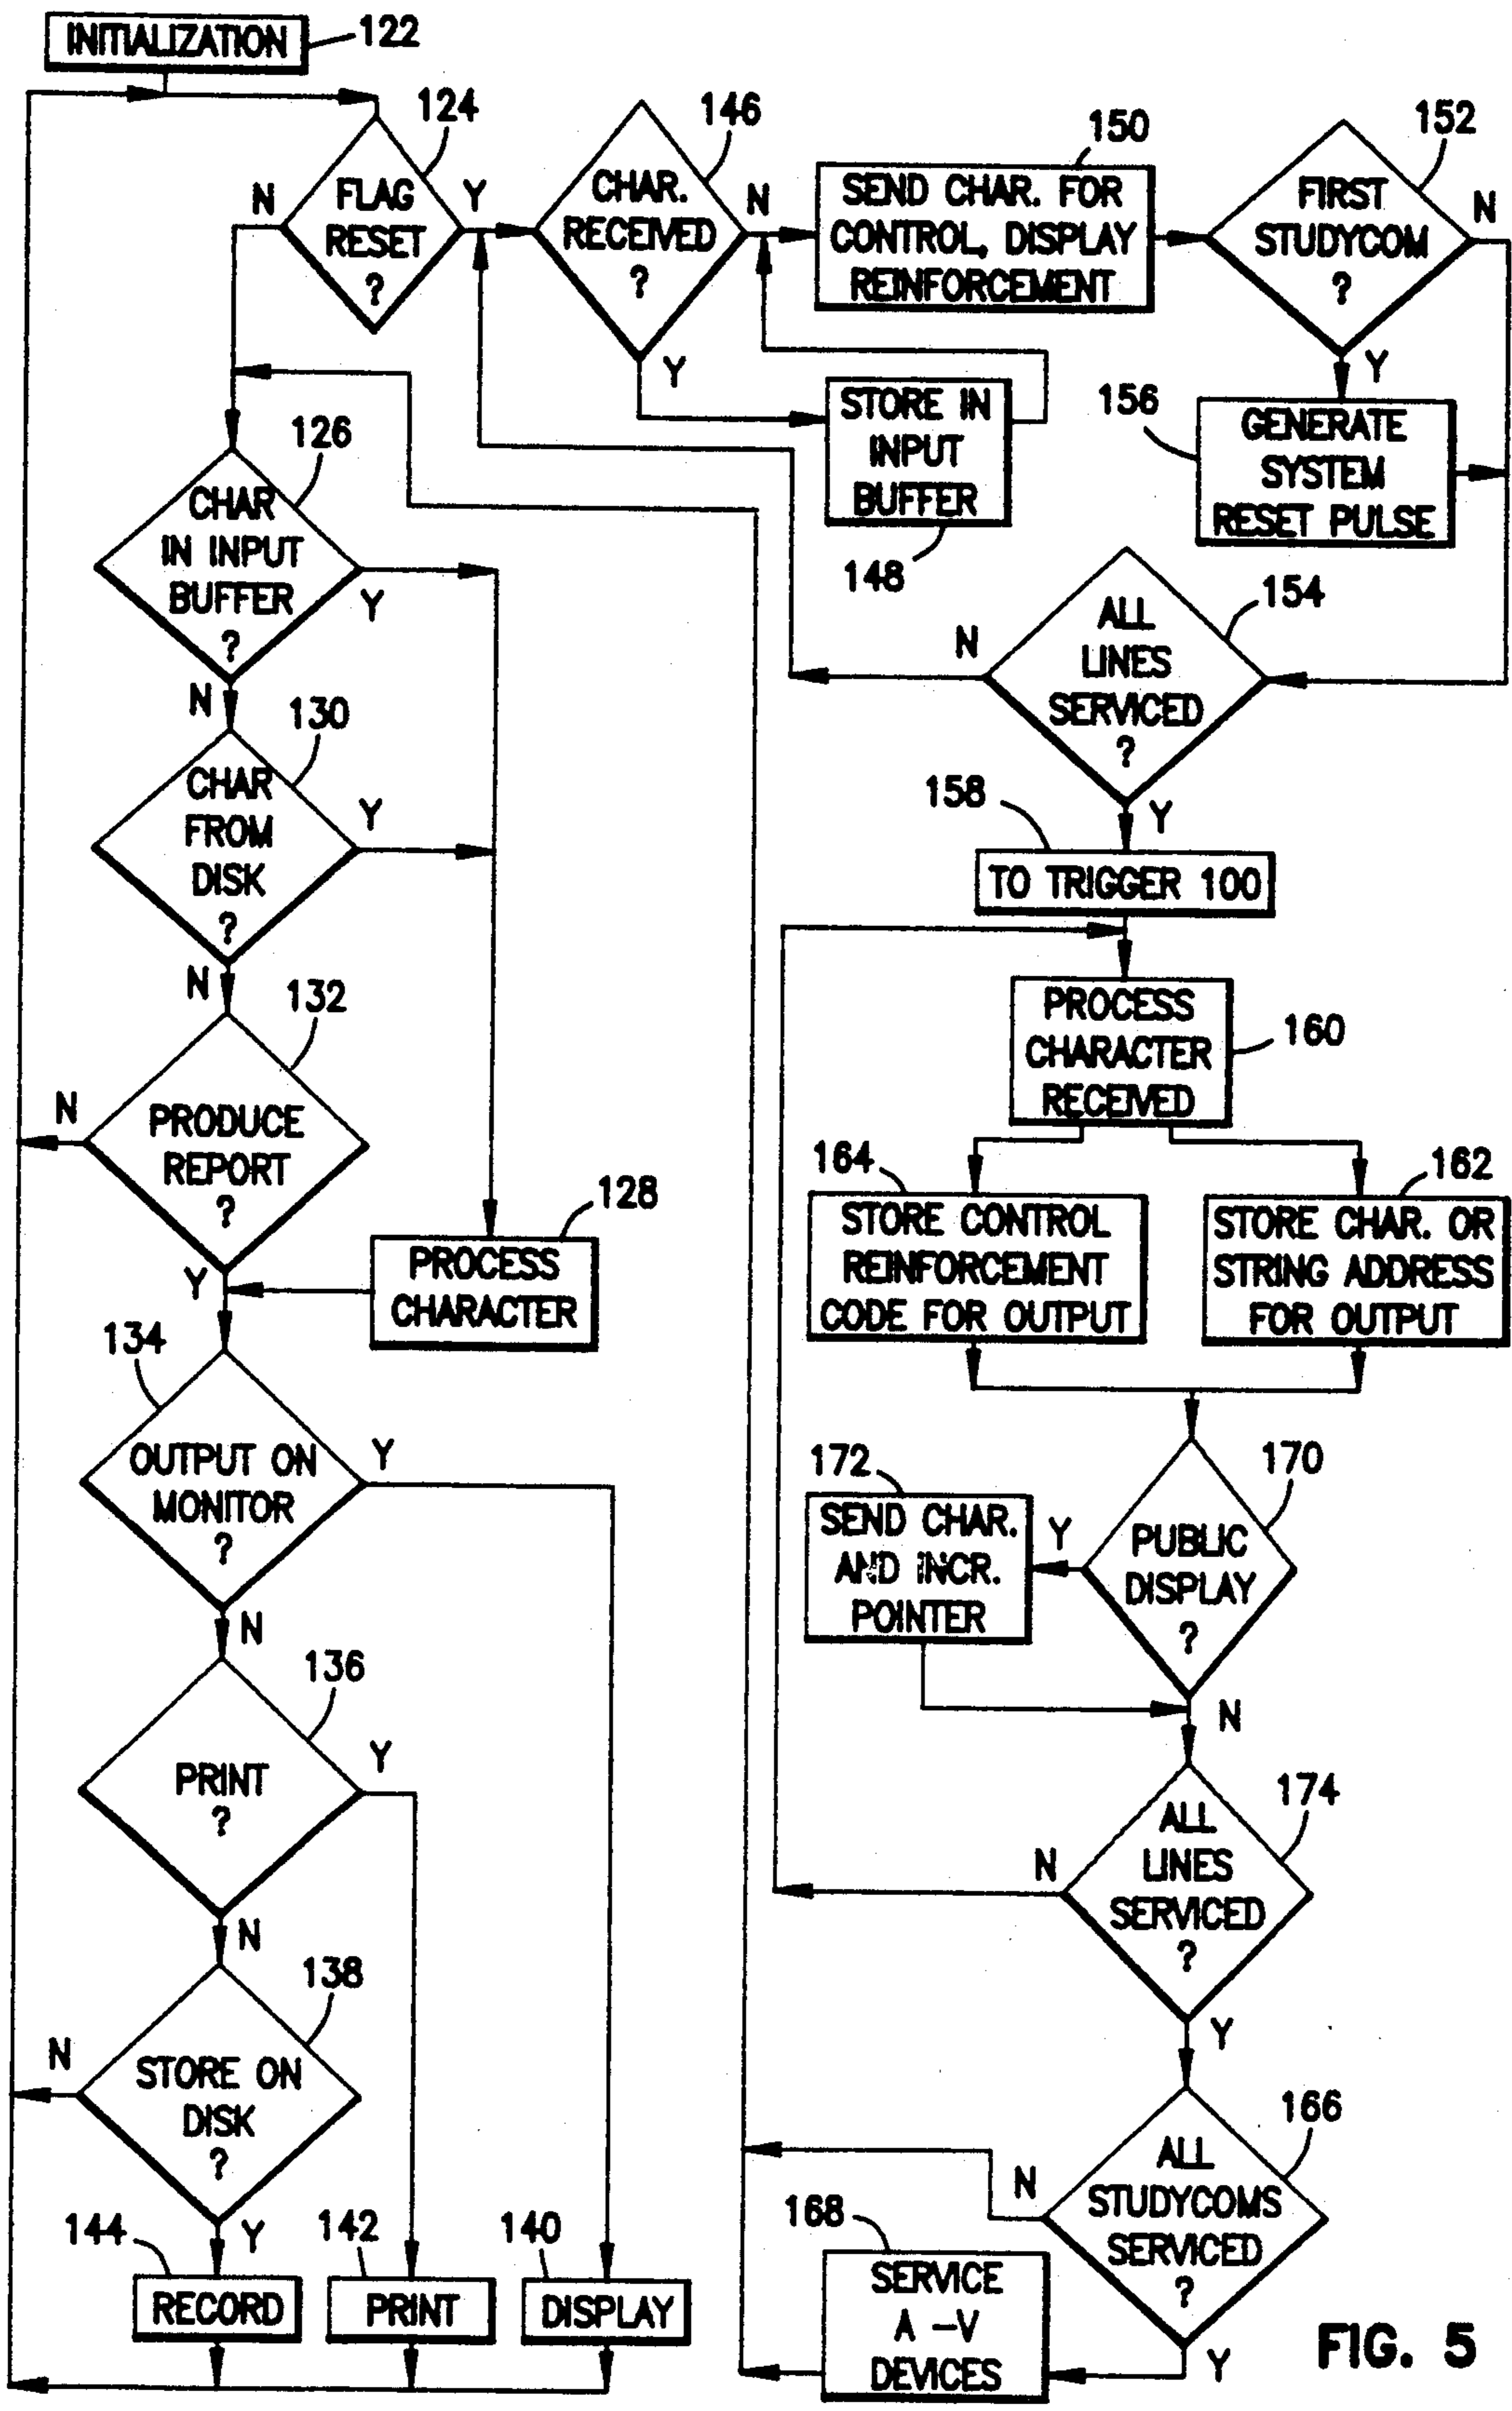 INITIALIZATION
122
124
FLAG
RESET
?
N
Y
146
CHAR.
RECEIVED
?
N
Y
150
SEND CHAR. FOR
CONTROL, DISPLAY
REINFORCEMENT
152
FIRST
STUDYCOM
?
N
Y
STORE IN
INPUT
BUFFER
148
156
GENERATE
SYSTEM
RESET PULSE
126
CHAR
IN INPUT
BUFFER
?
Y
N
154
ALL
LINES
SERVICED
?
N
Y
130
CHAR
FROM
DISK
?
Y
N
158
TO TRIGGER 100
132
PRODUCE
REPORT
?
N
Y
PROCESS
CHARACTER
RECEIVED
160
128
PROCESS
CHARACTER
164
STORE CONTROL
REINFORCEMENT
CODE FOR OUTPUT
162
STORE CHAR. OR
STRING ADDRESS
FOR OUTPUT
134
OUTPUT ON
MONITOR
?
Y
N
172
SEND CHAR.
AND INCR.
POINTER
170
PUBLIC
DISPLAY
?
Y
N
136
PRINT
?
Y
N
174
ALL
LINES
SERVICED
?
N
Y
138
STORE ON
DISK
?
N
Y
166
ALL
STUDYCOMS
SERVICED
?
N
Y
144
RECORD
142
PRINT
140
DISPLAY
168
SERVICE
A -V
DEVICES
FIG. 5